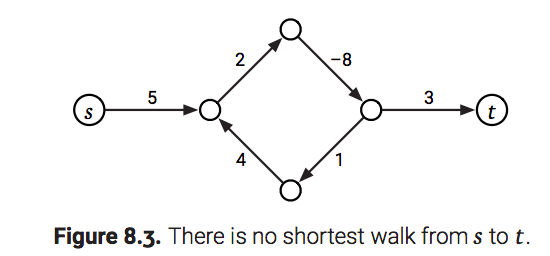 2
−8
5
3
s
t
4
1
Figure 8.3. There is no shortest walk from s to t.